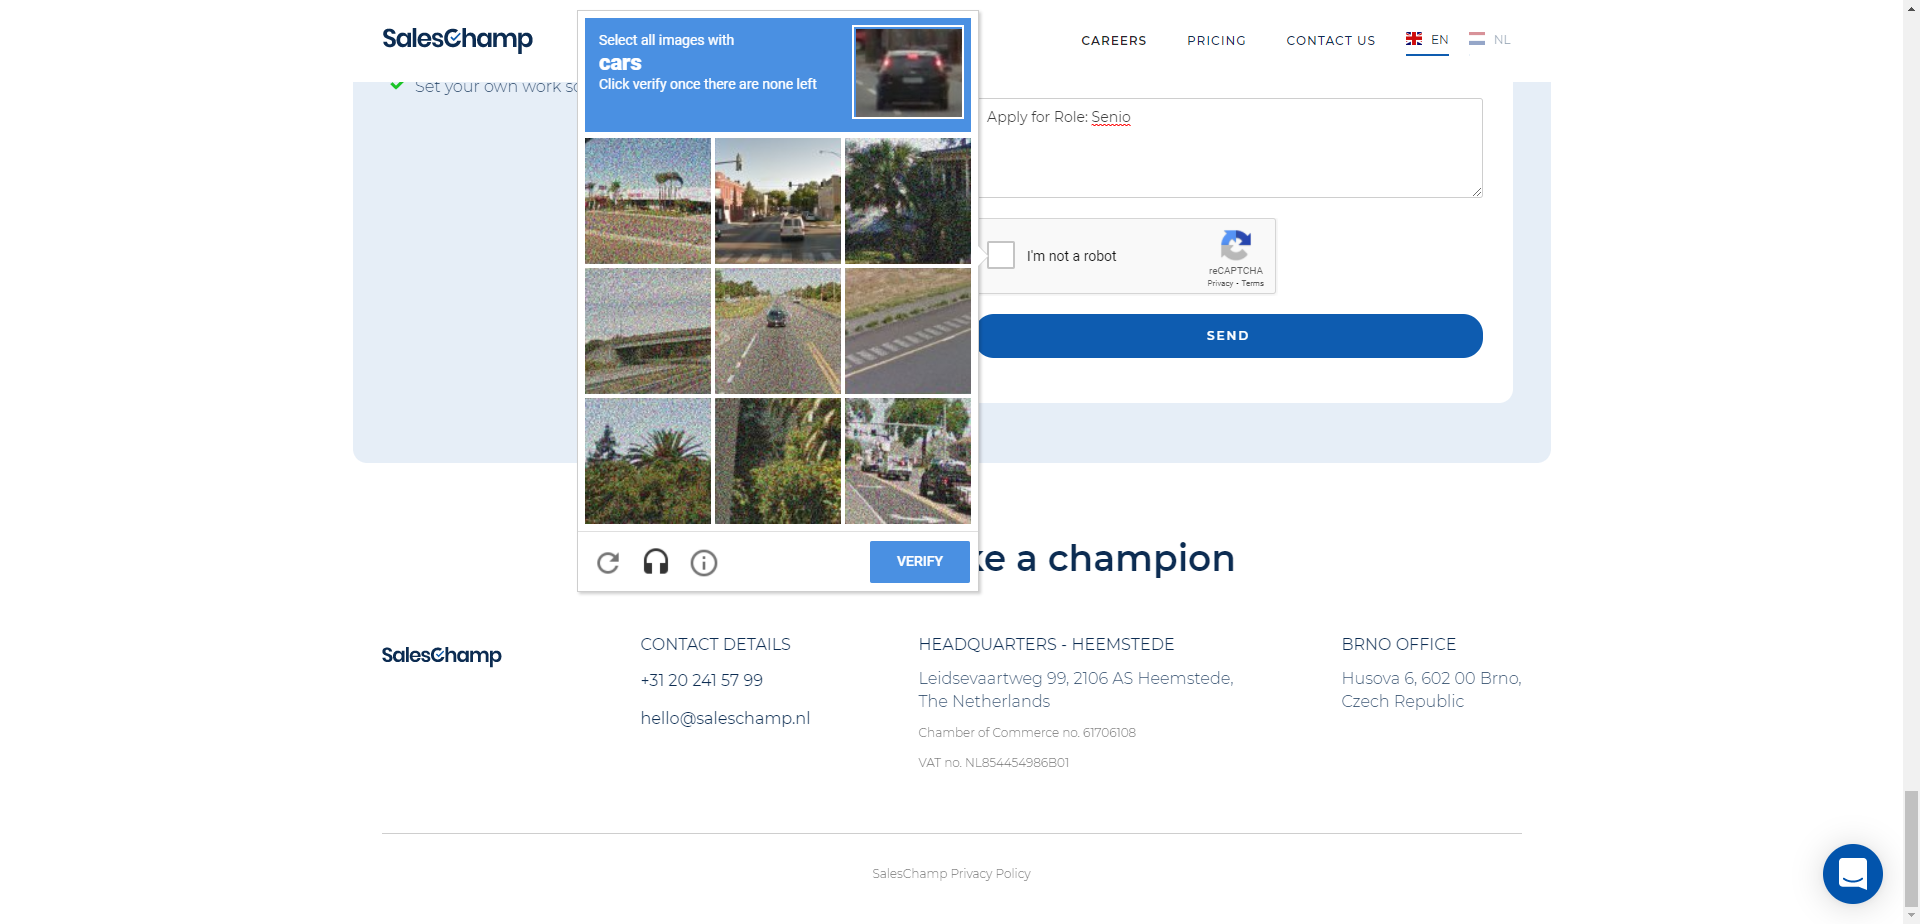 SalesChamp
CAREERS
PRICING
CONTACT US
EN
NL
Select all images with
cars
Click verify once there are none left
Set your own work
Apply for Role: Senio
I'm not a robot
reCAPTCHA
Privacy - Terms
SEND
VERIFY
a champion
SalesChamp
CONTACT DETAILS
+31 20 241 57 99
hello@saleschamp.nl
HEADQUARTERS - HEEMSTEDE
Leidsevaartweg 99, 2106 AS Heemstede,
The Netherlands
Chamber of Commerce no. 61706108
VAT no. NL854454986B01
BRNO OFFICE
Husova 6, 602 00 Brno,
Czech Republic
SalesChamp Privacy Policy